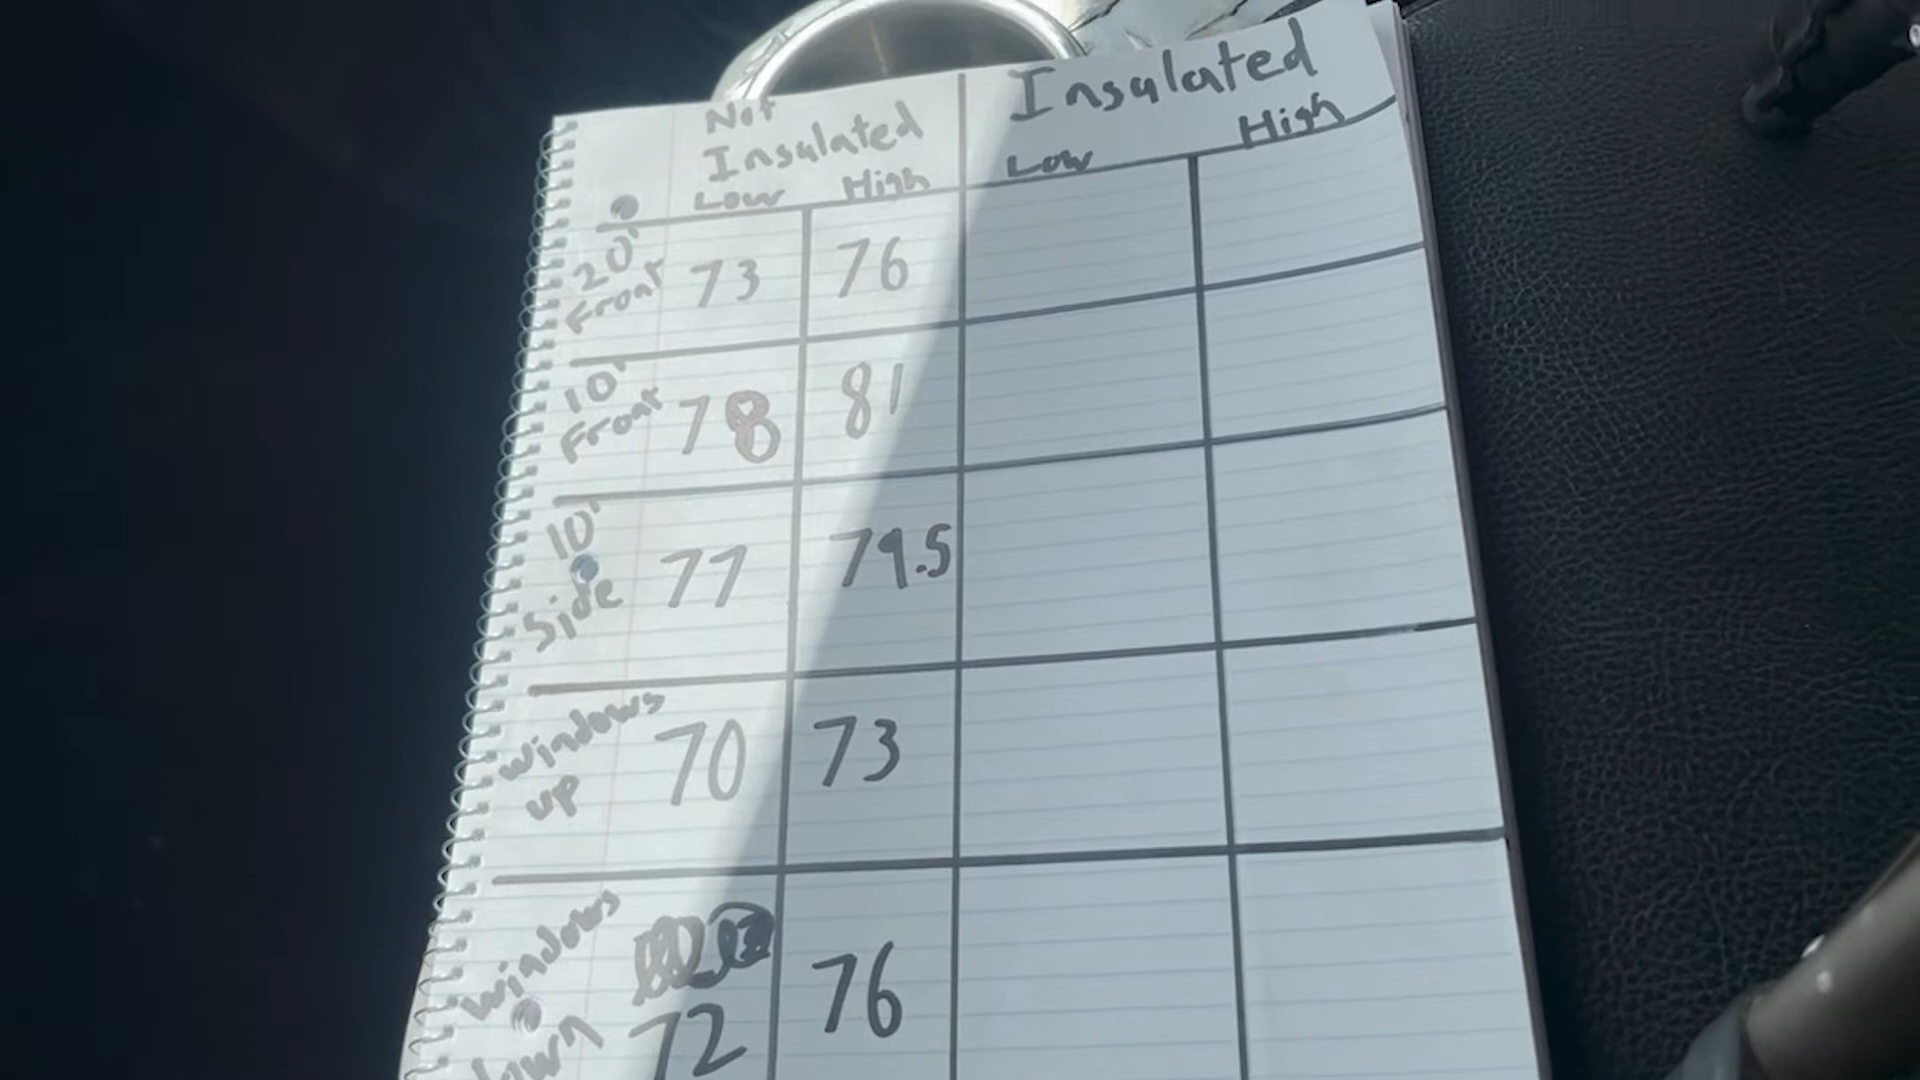 Not Insulated
Insulated
Low High Low High
20' Front 73 76
10' Front 78 81
10' Side 77 79.5
Windows up 70 73
Windows down 72 76